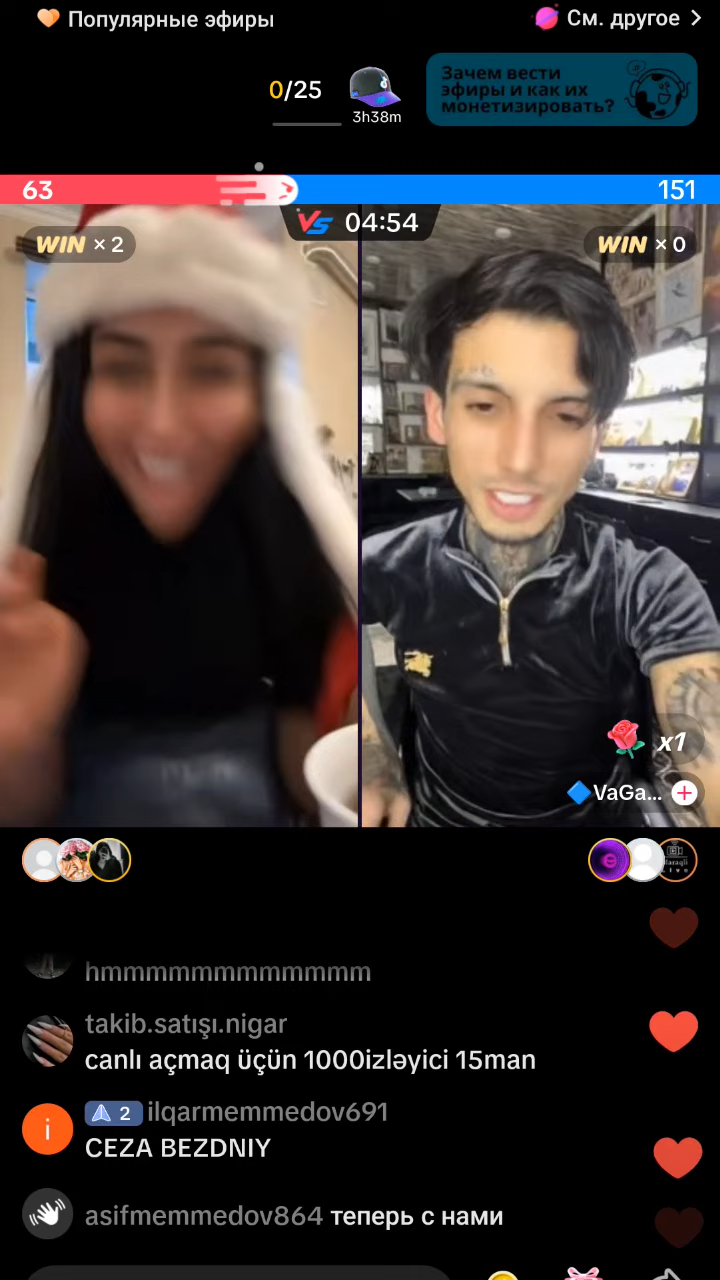 Популярные эфиры
См. другое
0/25
3h38m
Зачем вести
эфиры и как их
монетизировать?
63
151
VS 04:54
WIN × 2
WIN × 0
x1
VaGa...
hmmmmmmmmmmmm
takib.satışı.nigar
canlı açmaq üçün 1000izləyici 15man
i
2 ilqarmemmedov691
CEZA BEZDNIY
asifmemmedov864 теперь с нами